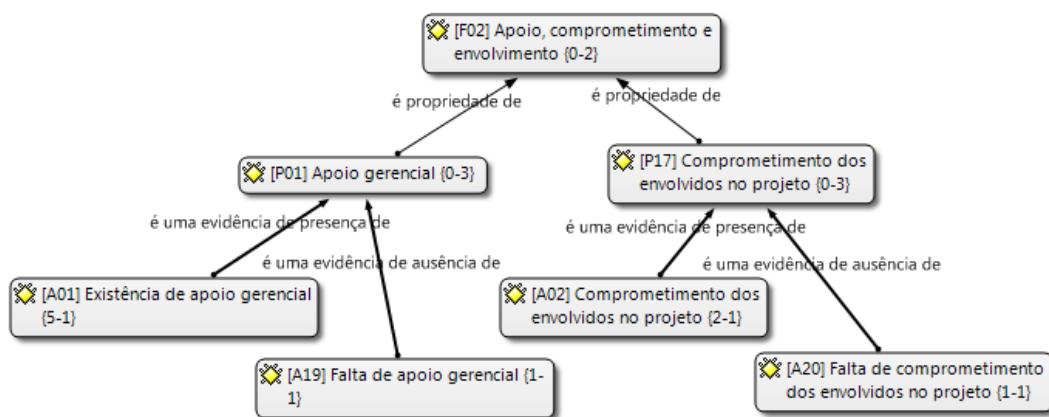 [F02] Apoio, comprometimento e
envolvimento {0-2}
é propriedade de
é propriedade de
[P01] Apoio gerencial {0-3}
[P17] Comprometimento dos
envolvidos no projeto {0-3}
é uma evidência de presença de
é uma evidência de presença de
é uma evidência de ausência de
é uma evidência de ausência de
[A01] Existência de apoio gerencial
{5-1}
[A02] Comprometimento dos
envolvidos no projeto {2-1}
[A19] Falta de apoio gerencial {1-
1}
[A20] Falta de comprometimento
dos envolvidos no projeto {1-1}